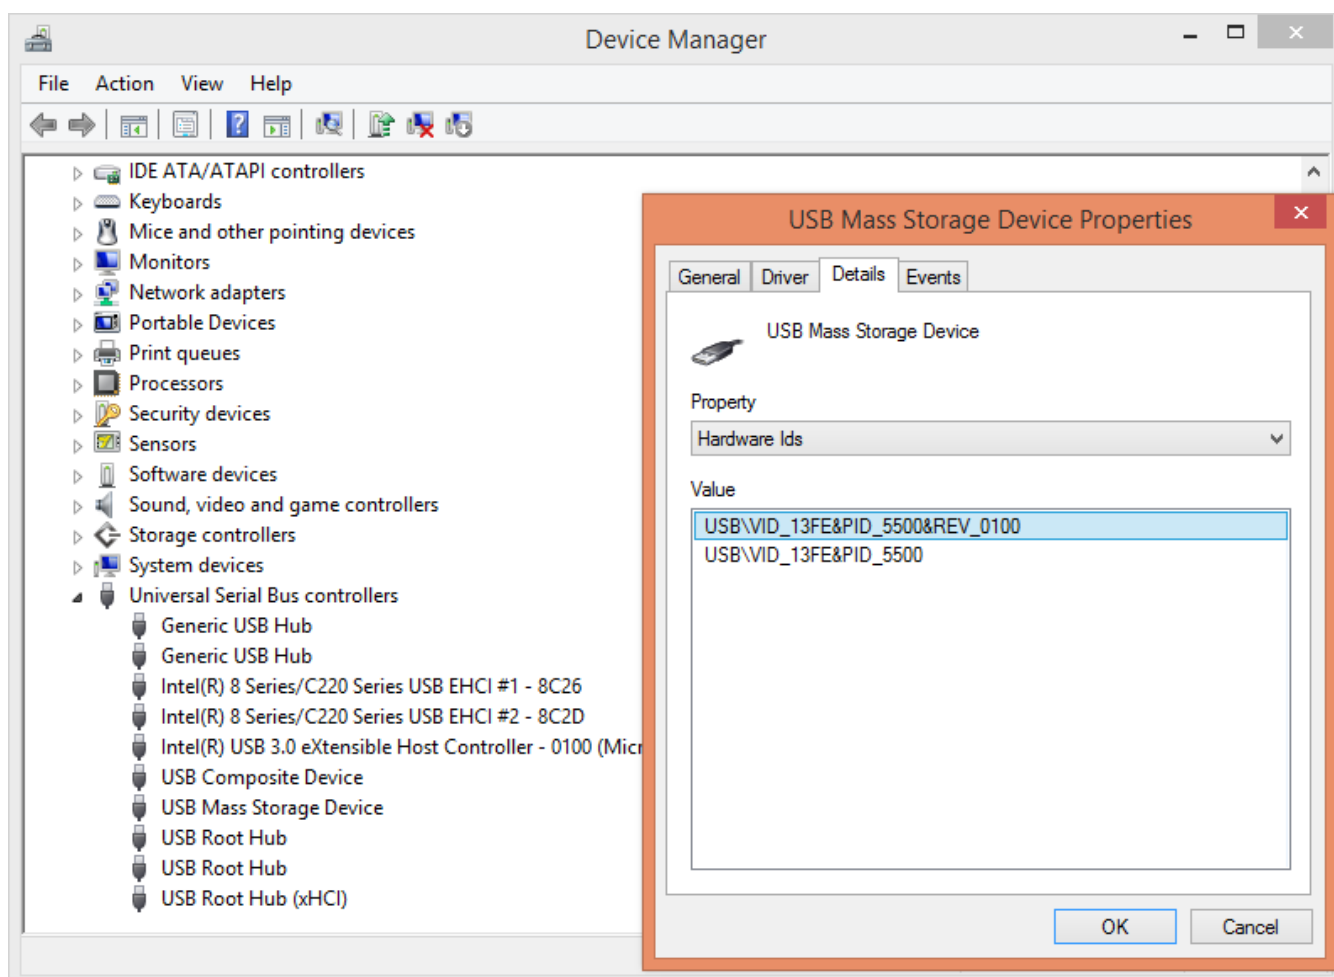 Device Manager
File Action View Help
IDE ATA/ATAPI controllers
Keyboards
Mice and other pointing devices
Monitors
Network adapters
Portable Devices
Print queues
Processors
Security devices
Sensors
Software devices
Sound, video and game controllers
Storage controllers
System devices
Universal Serial Bus controllers
Generic USB Hub
Generic USB Hub
Intel(R) 8 Series/C220 Series USB EHCI #1 - 8C26
Intel(R) 8 Series/C220 Series USB EHCI #2 - 8C2D
Intel(R) USB 3.0 eXtensible Host Controller - 0100 (Micr
USB Composite Device
USB Mass Storage Device
USB Root Hub
USB Root Hub
USB Root Hub (xHCI)
USB Mass Storage Device Properties
General Driver Details Events
USB Mass Storage Device
Property
Hardware Ids
Value
USB\VID_13FE&PID_5500&REV_0100
USB\VID_13FE&PID_5500
OK Cancel